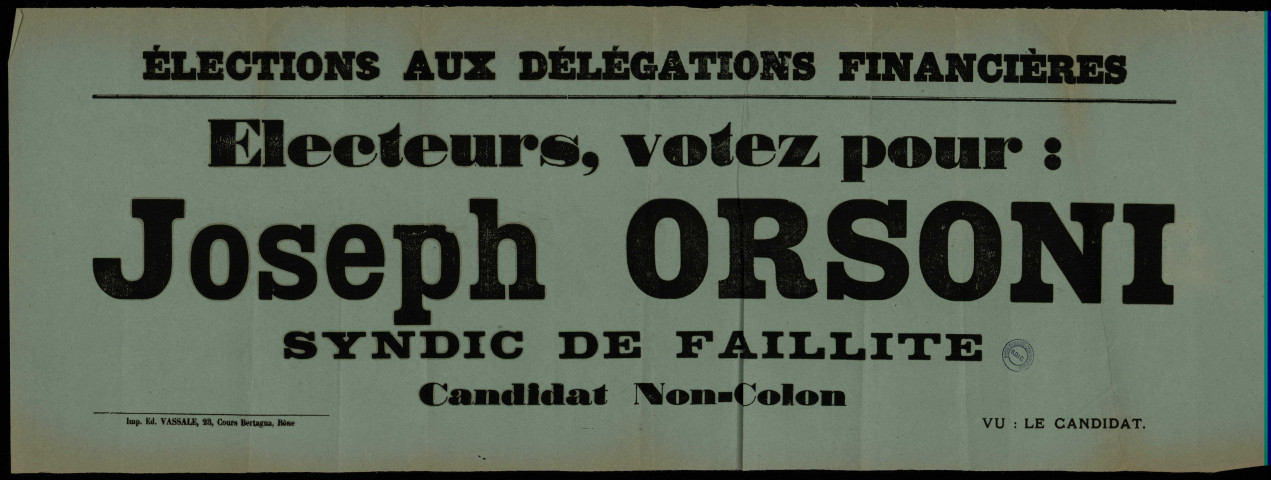 ÉLECTIONS AUX DÉLÉGATIONS FINANCIÈRES
Electeurs, votez pour :
Joseph ORSONI
SYNDIC DE FAILLITE
Candidat Non-Colon
Imp. Ed. VASSALE, 23, Cours Bertagna, Bône
VU : LE CANDIDAT.